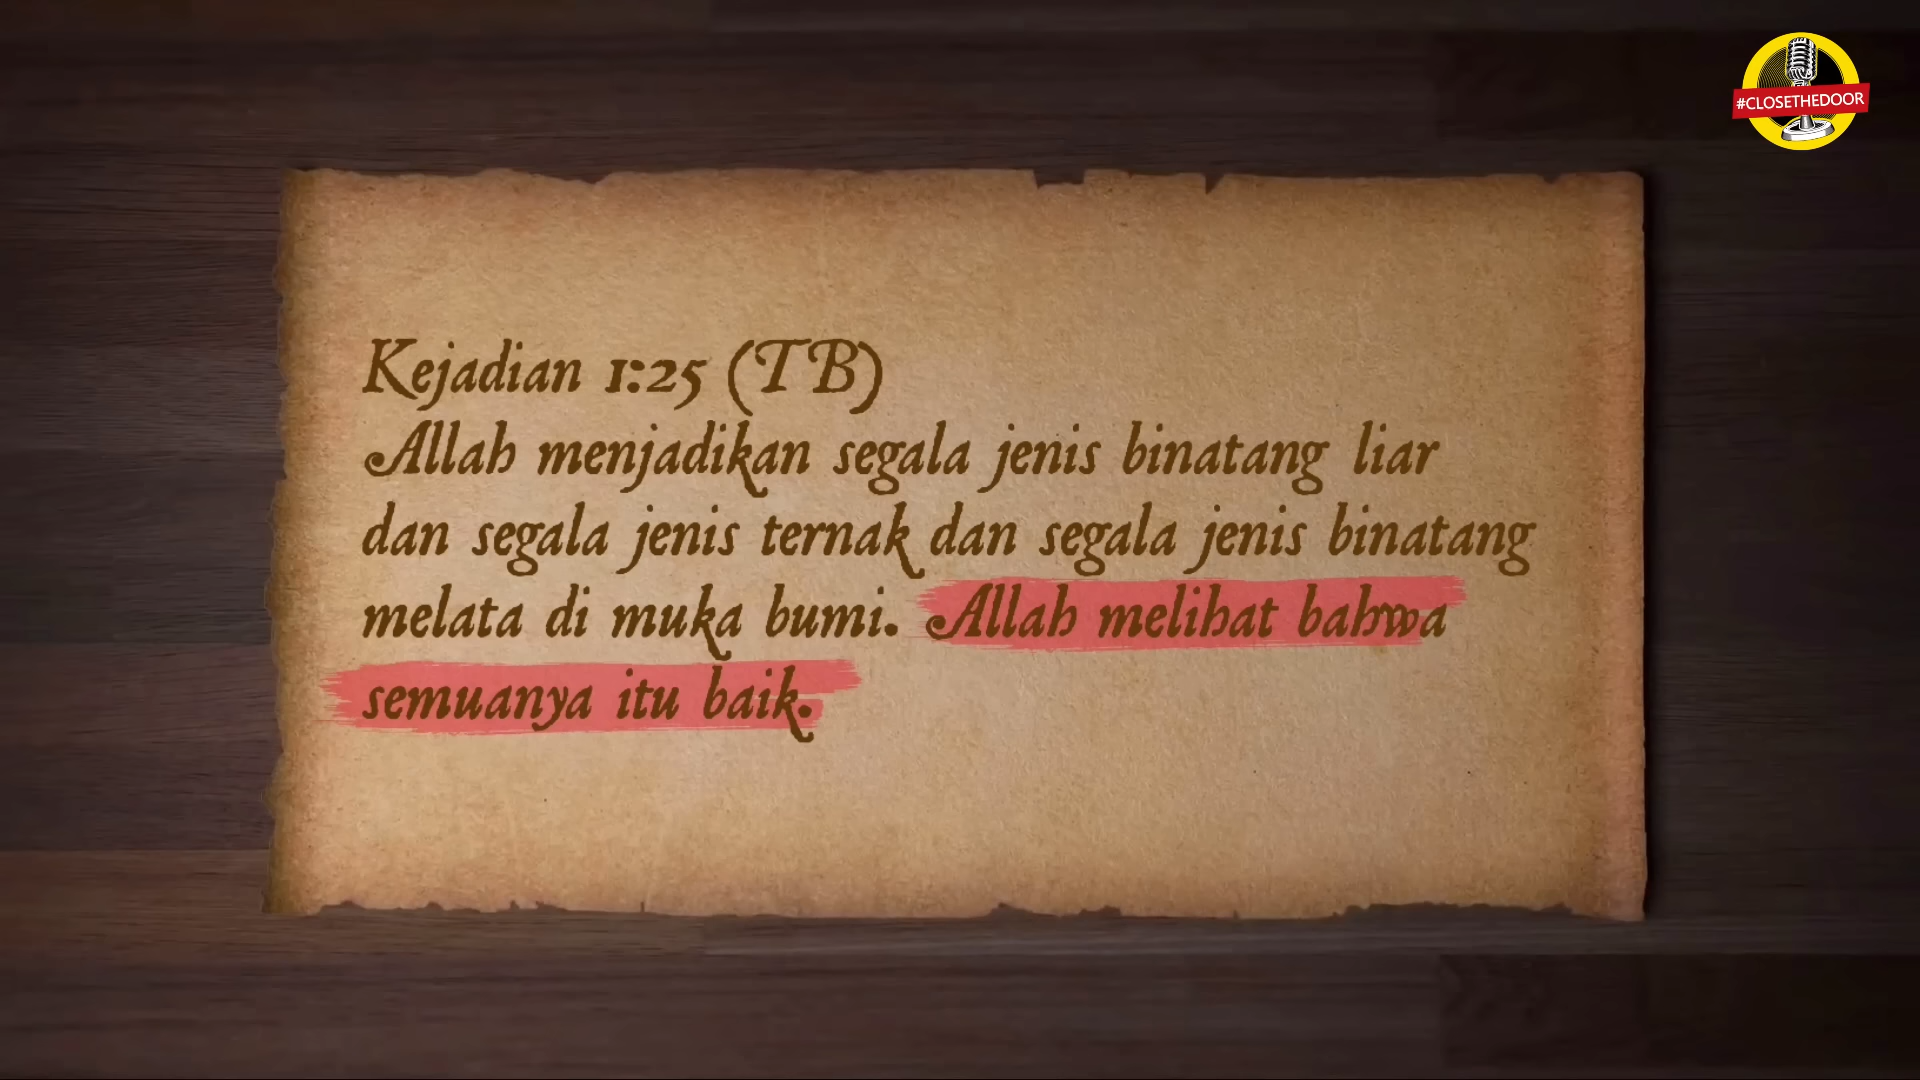 #CLOSETHEDOOR
Kejadian 1:25 (TB)
Allah menjadikan segala jenis binatang liar
dan segala jenis ternak dan segala jenis binatang
melata di muka bumi. Allah melihat bahwa
semuanya itu baik.